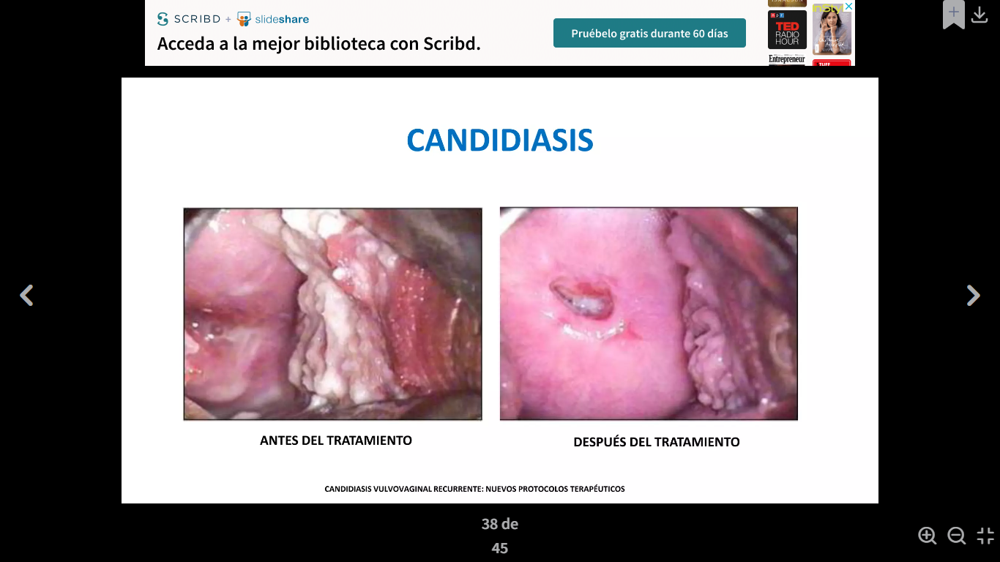 SCRIBD + slideshare
Acceda a la mejor biblioteca con Scribd.
Pruébelo gratis durante 60 días
TED
RADIO
HOUR
Entrepreneur
CANDIDIASIS
ANTES DEL TRATAMIENTO
DESPUÉS DEL TRATAMIENTO
CANDIDIASIS VULVOVAGINAL RECURRENTE: NUEVOS PROTOCOLOS TERAPÉUTICOS
38 de
45